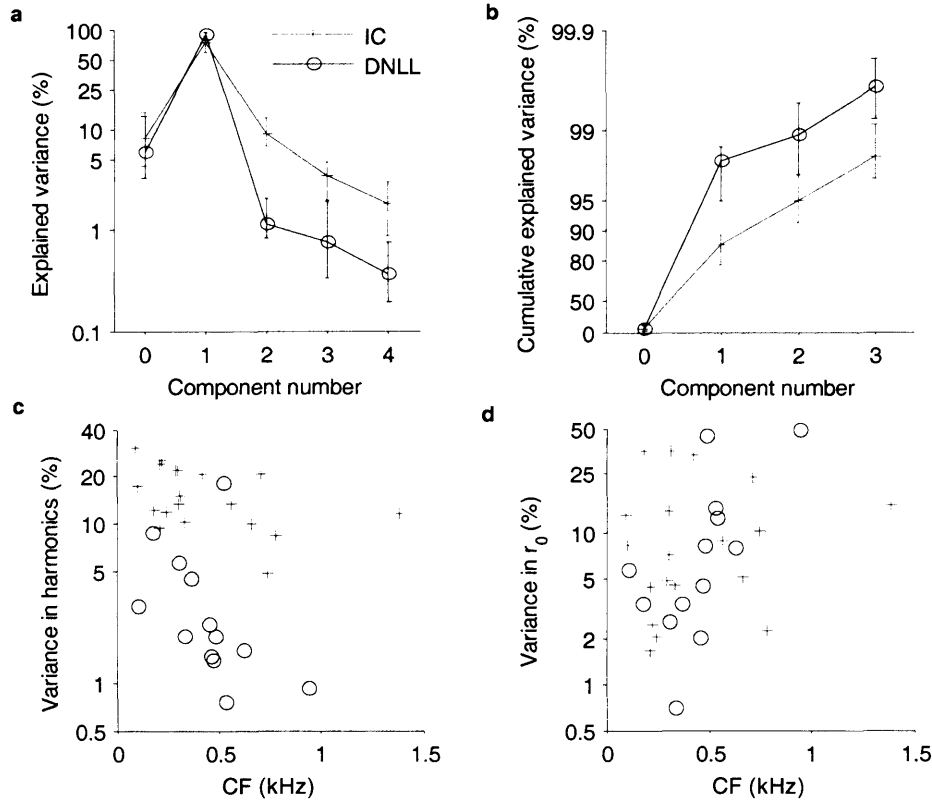 a
Explained variance (%)
100
50
25
10
5
1
0.1
0 1 2 3 4
Component number
IC
DNLL
b
Cumulative explained variance (%)
99.9
99
95
90
80
50
0
0 1 2 3
Component number
c
Variance in harmonics (%)
40
20
10
5
1
0.5
0 0.5 1 1.5
CF (kHz)
d
Variance in r0 (%)
50
25
10
5
2
1
0.5
0 0.5 1 1.5
CF (kHz)